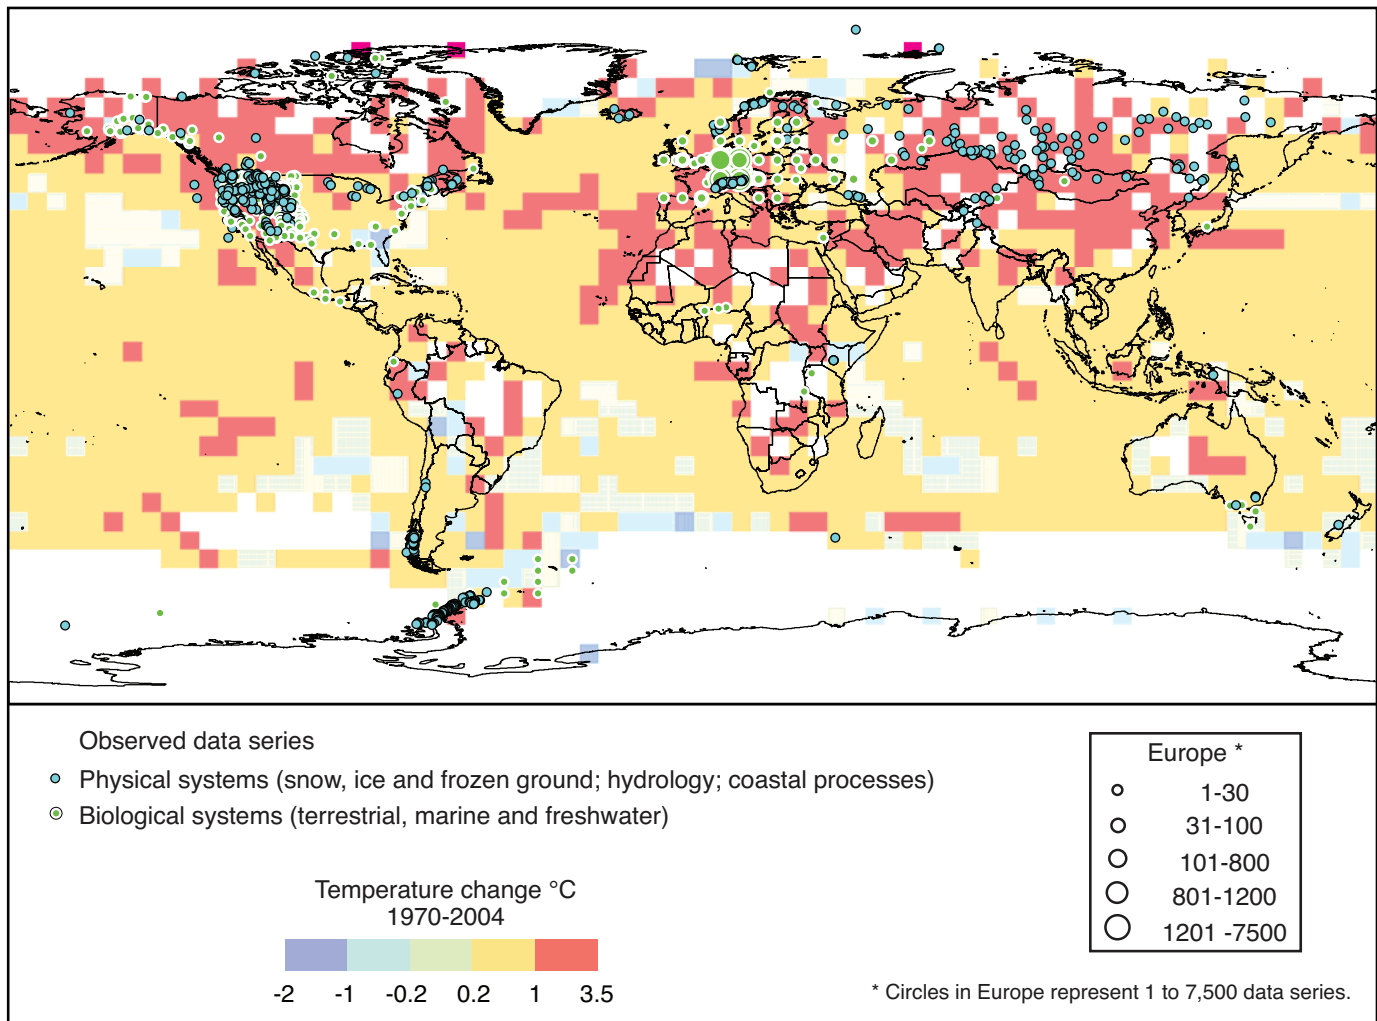 Observed data series
Physical systems (snow, ice and frozen ground; hydrology; coastal processes)
Biological systems (terrestrial, marine and freshwater)
Temperature change °C
1970-2004
-2 -1 -0.2 0.2 1 3.5
Europe *
1-30
31-100
101-800
801-1200
1201 -7500
* Circles in Europe represent 1 to 7,500 data series.